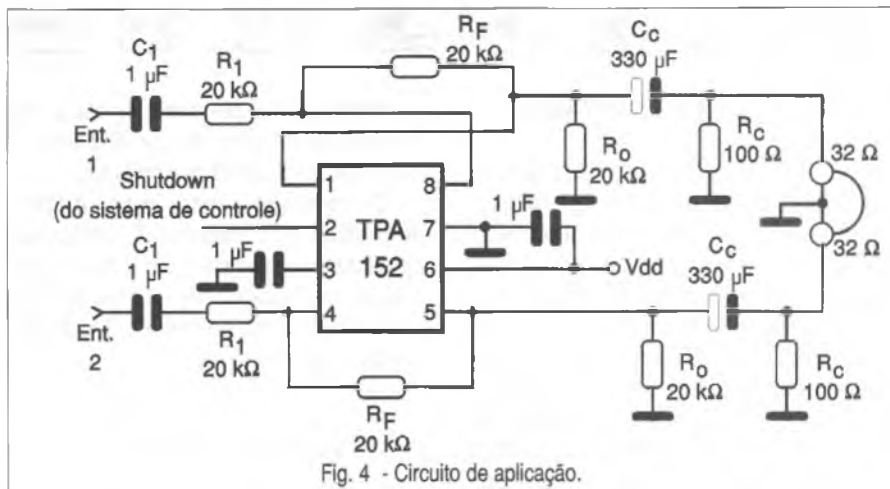 C1
1 µF
R1
20 kΩ
RF
20 kΩ
Cc
330 µF
Ent.
1
Ro
20 kΩ
Rc
100 Ω
32 Ω
32 Ω
Shutdown
(do sistema de controle)
1
2
3
4
TPA
152
8
7
6
5
1 µF
1 µF
Vdd
C1
1 µF
Ent.
2
R1
20 kΩ
RF
20 kΩ
Cc
330 µF
Ro
20 kΩ
Rc
100 Ω
Fig. 4 - Circuito de aplicação.